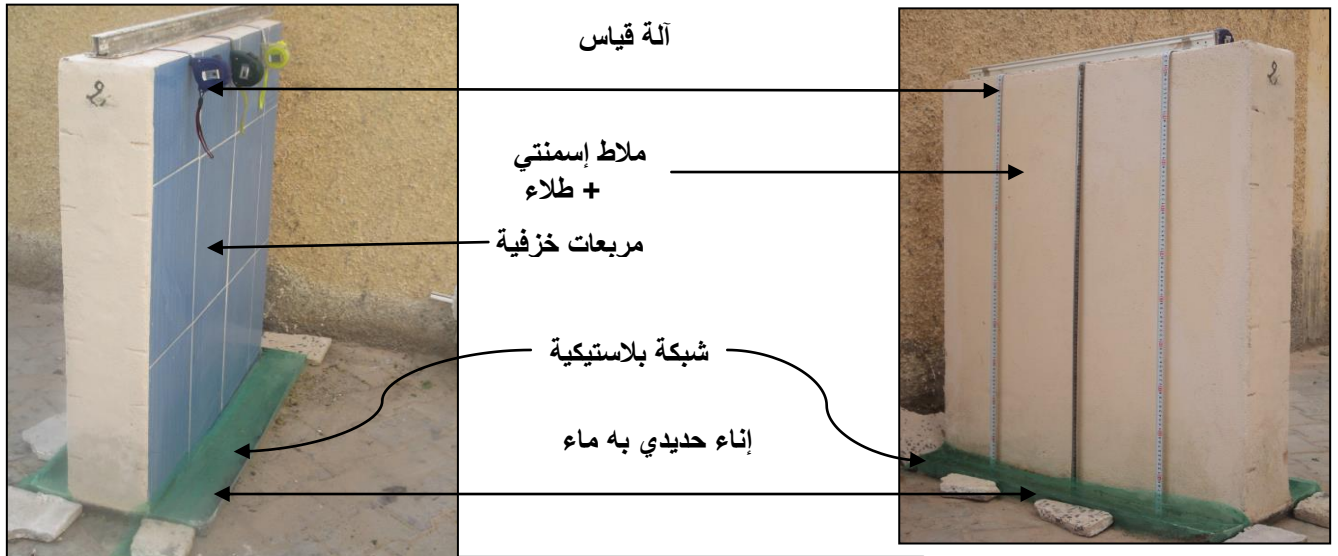 آلة قياس
ملاط إسمنتي
+ طلاء
مربعات خزفية
شبكة بلاستيكية
إناء حديدي به ماء